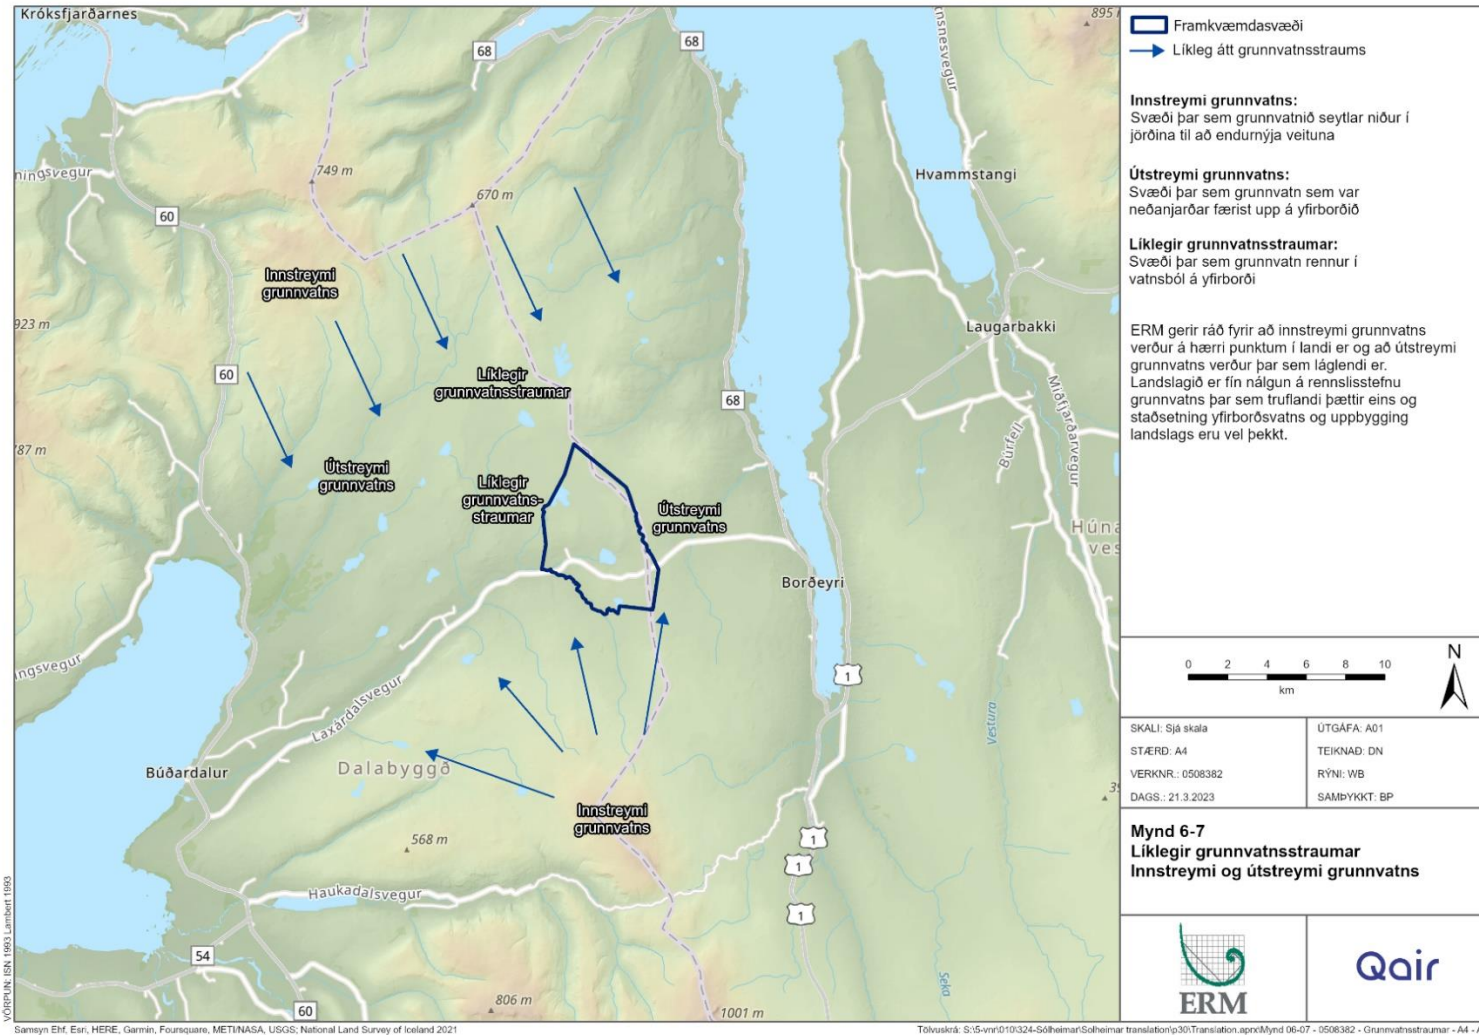 Króksfjarðarnes
68
68
895
749 m
Hvammstangi
60
670 m
Innstreymi
grunnvatns
923 m
Laugarbakki
60
Líklegir
grunnvatnsstraumar
68
Miðfjarðarvegur
Búrfell
787 m
Útstreymi
grunnvatns
Líklegir
grunnvatns-
straumar
Útstreymi
grunnvatns
Borðeyri
1
Laxárdalsvegur
Vestura
Búðardalur
Dalabyggð
Innstreymi
grunnvatns
568 m
1
1
Haukadalsvegur
1
54
Seka
60
806 m
1001 m
Framkvæmdasvæði
Líkleg átt grunnvatnsstraums
Innstreymi grunnvatns:
Svæði þar sem grunnvatnið seytlar niður í
jörðina til að endurnýja veituna
Útstreymi grunnvatns:
Svæði þar sem grunnvatn sem var
neðanjarðar færist upp á yfirborðið
Líklegir grunnvatnsstraumar:
Svæði þar sem grunnvatn rennur í
vatnsból á yfirborði
ERM gerir ráð fyrir að innstreymi grunnvatns
verður á hærri punktum í landi er og að útstreymi
grunnvatns verður þar sem láglendi er.
Landslagið er fín nálgun á rennslisstefnu
grunnvatns þar sem truflandi þættir eins og
staðsetning yfirborðsvatns og uppbygging
landslags eru vel þekkt.
N
0 2 4 6 8 10
km
SKALI: Sjá skala
ÚTGÁFA: A01
STÆRÐ: A4
TEIKNAÐ: DN
VERKNR.: 0508382
RÝNI: WB
DAGS.: 21.3.2023
SAMÞYKKT: BP
Mynd 6-7
Líklegir grunnvatnsstraumar
Innstreymi og útstreymi grunnvatns
ERM
Qair
VÖRPUN: ISN 1993 Lambert 1993
Samsyn Ehf, Esri, HERE, Garmin, Foursquare, METI/NASA, USGS; National Land Survey of Iceland 2021